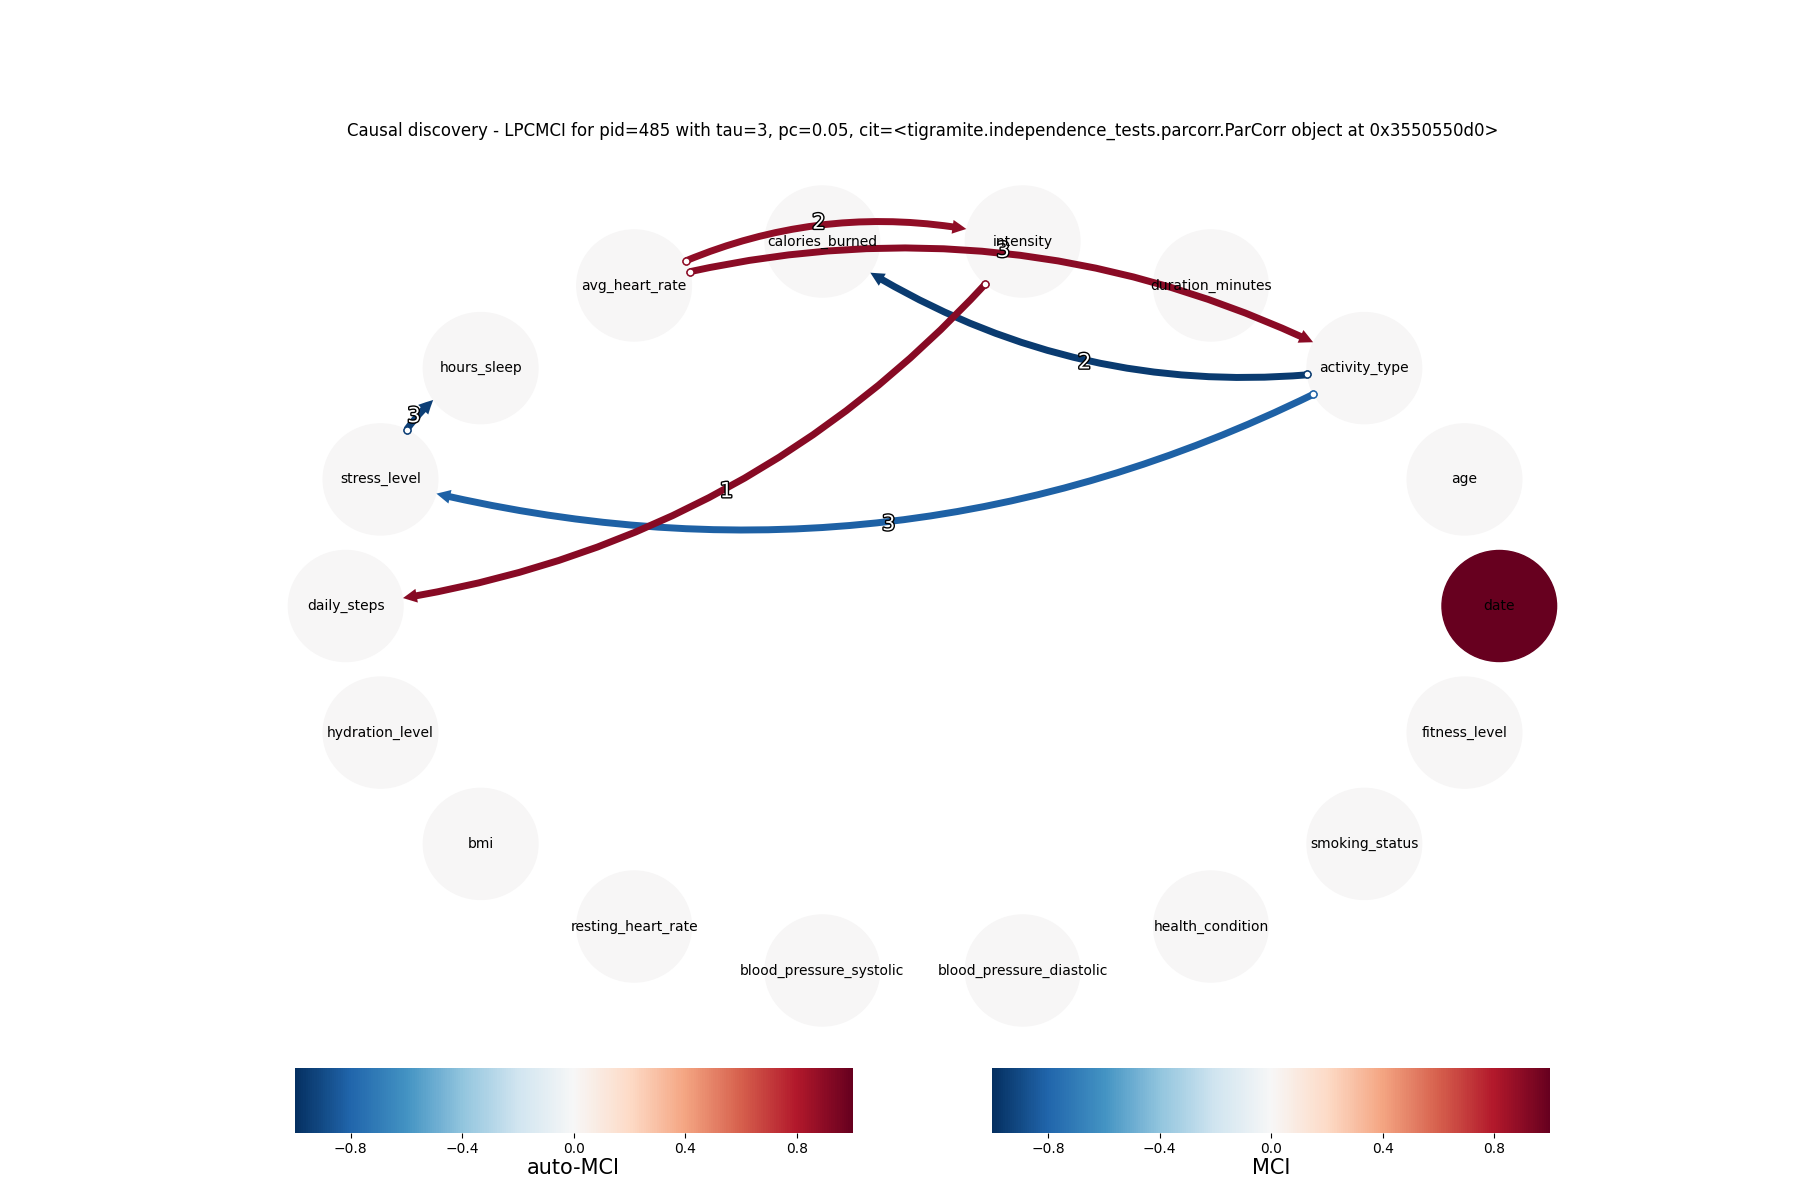 Causal discovery - LPCMCI for pid=485 with tau=3, pc=0.05, cit=<tigramite.independence_tests.parcorr.ParCorr object at 0x3550550d0>
2
calories_burned
intensity
3
avg_heart_rate
duration_minutes
2
hours_sleep
activity_type
3
stress_level
age
1
3
daily_steps
date
hydration_level
fitness_level
bmi
smoking_status
resting_heart_rate
health_condition
blood_pressure_systolic
blood_pressure_diastolic
−0.8 −0.4 0.0 0.4 0.8
auto-MCI
−0.8 −0.4 0.0 0.4 0.8
MCI